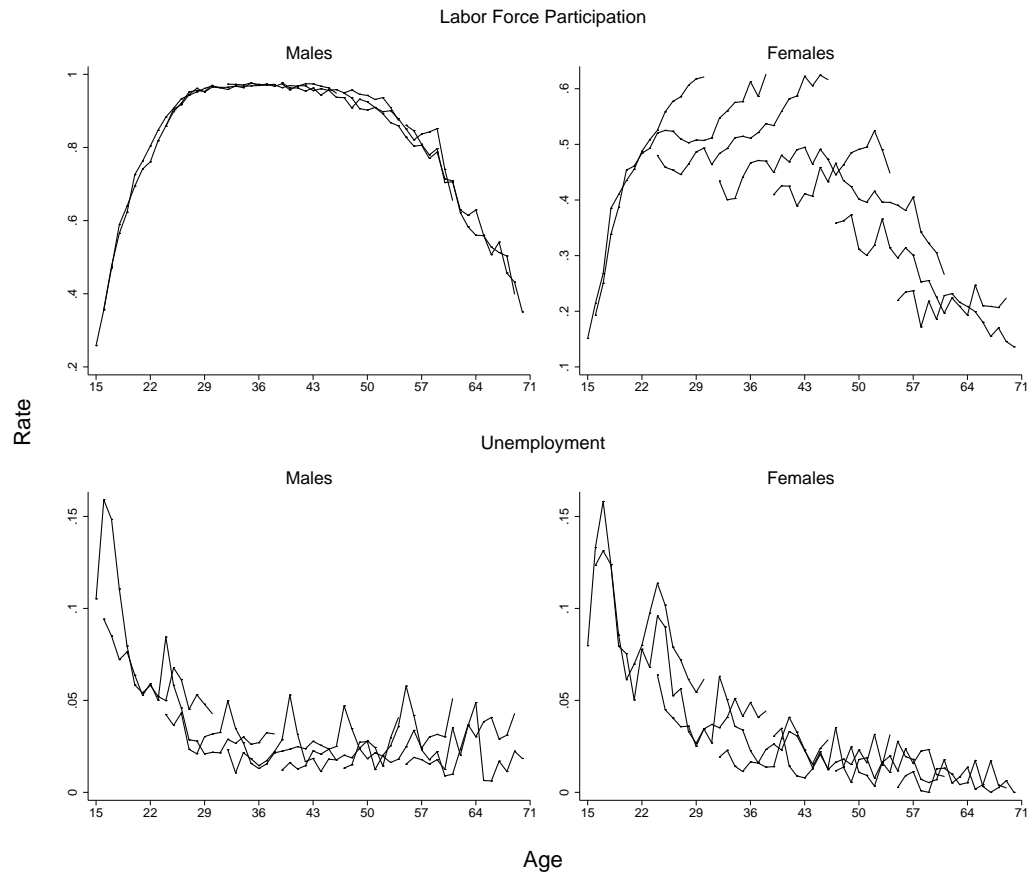 Labor Force Participation
Males
Females
1
.8
.6
.4
.2
15 22 29 36 43 50 57 64 71
.6
.5
.4
.3
.2
.1
15 22 29 36 43 50 57 64 71
Rate
Unemployment
Males
Females
.15
.1
.05
0
15 22 29 36 43 50 57 64 71
.15
.1
.05
0
15 22 29 36 43 50 57 64 71
Age